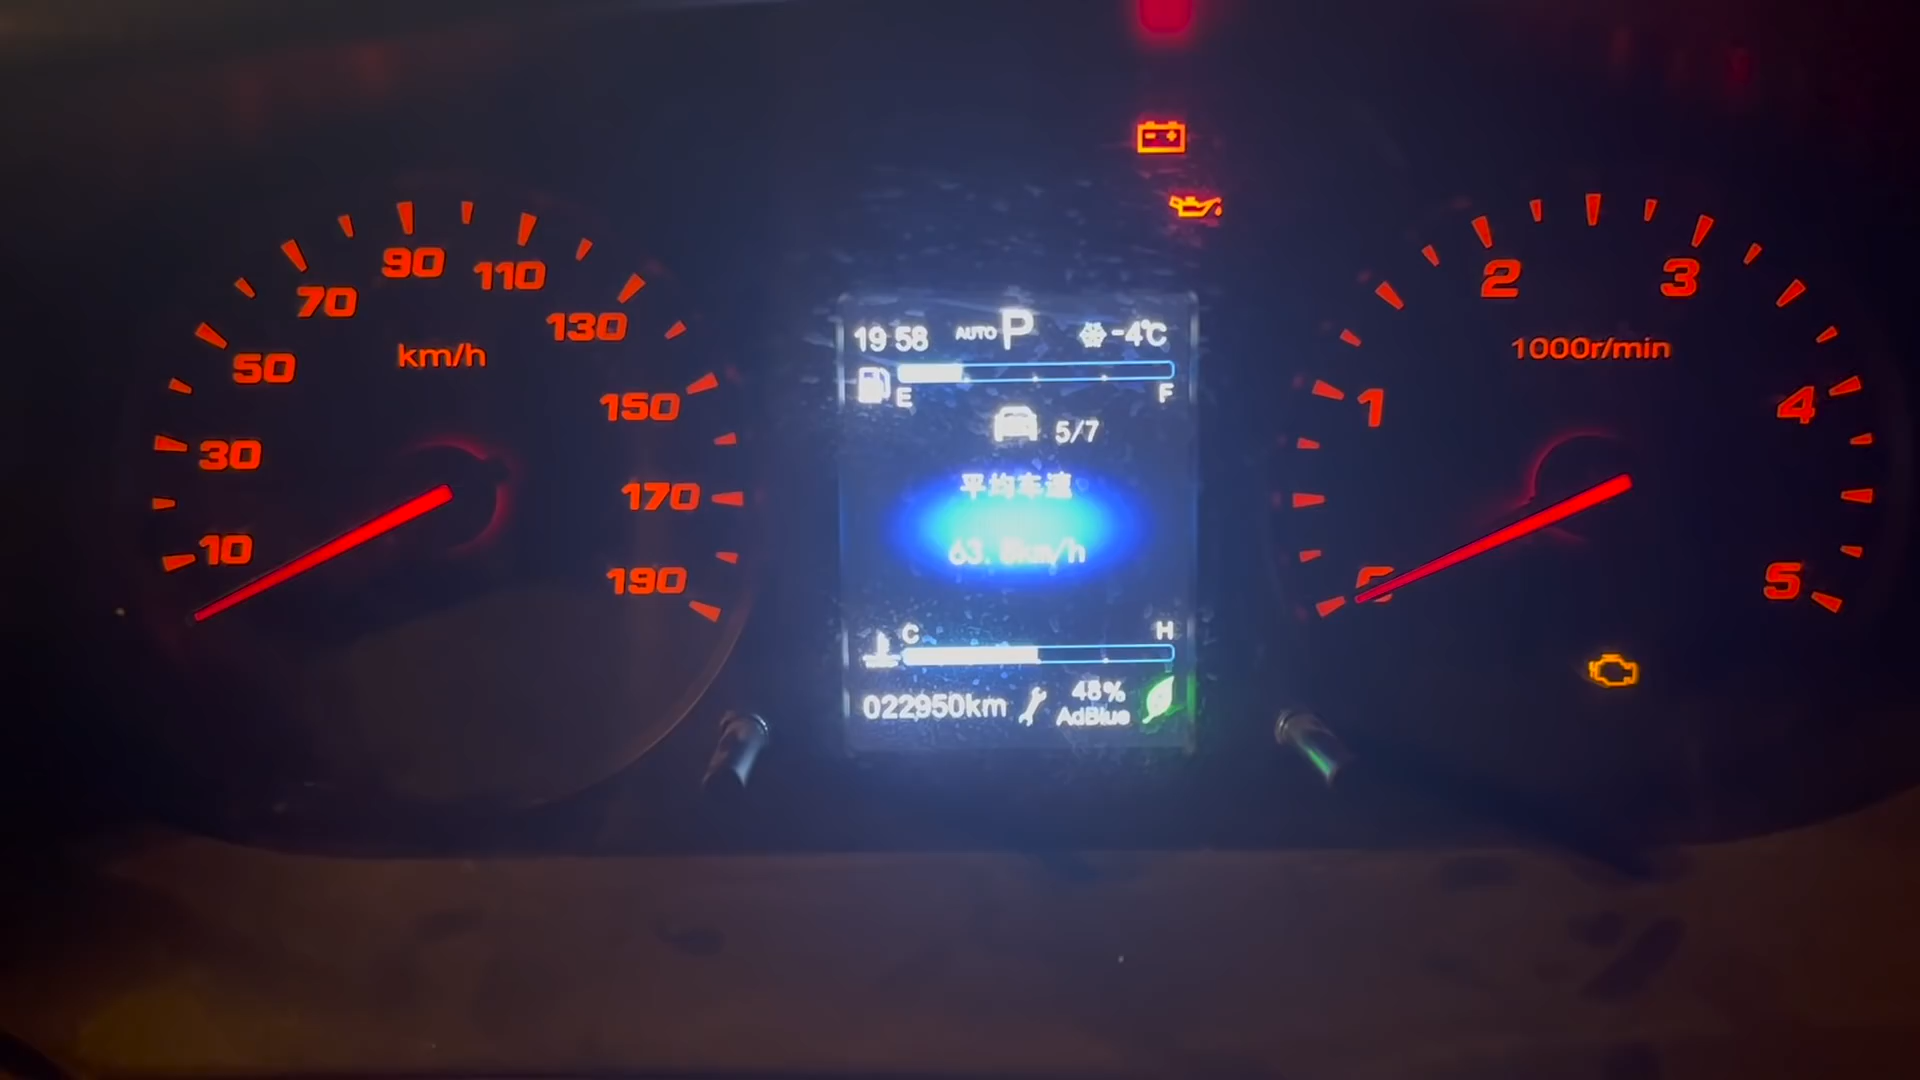 10
30
50
70
90
110
130
150
170
190
km/h
19:58 AUTO P -4℃
E F
5/7
平均车速
C H
022950km 48% AdBlue
1
2
3
4
5
1000r/min